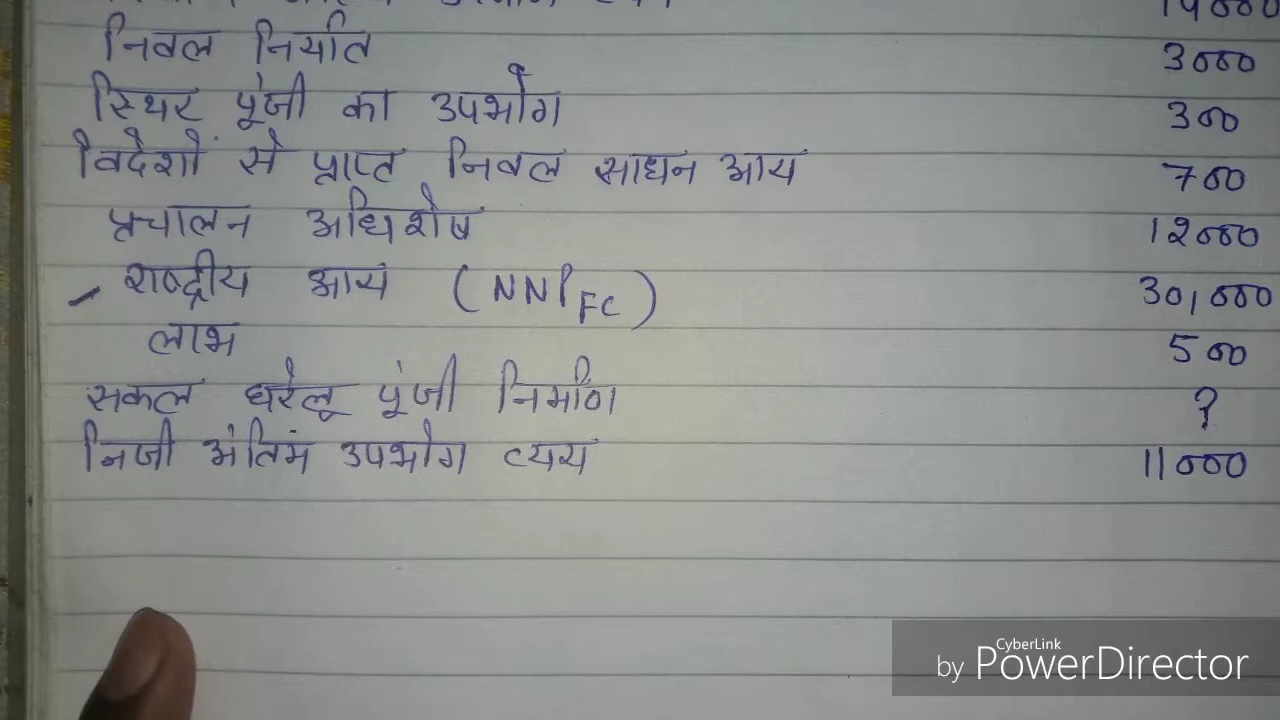 14000
निवल निर्यात 3000
स्थिर पूंजी का उपभोग 300
विदेशों से प्राप्त निवल साधन आय 700
प्रचालन अधिशेष 12000
राष्ट्रीय आय (NNPFC) 30,000
लाभ 500
सकल घरेलू पूंजी निर्माण ?
निजी अंतिम उपभोग व्यय 11000
by CyberLink PowerDirector